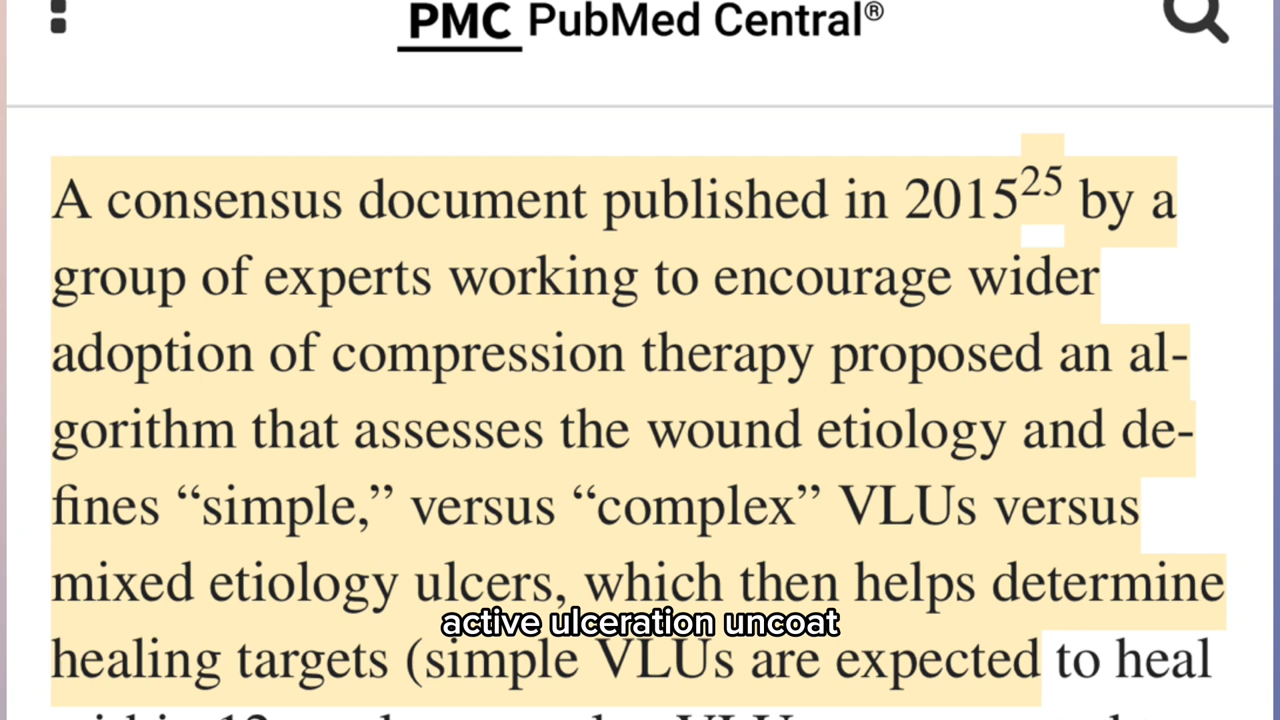 PMC PubMed Central®
A consensus document published in 2015²⁵ by a
group of experts working to encourage wider
adoption of compression therapy proposed an al-
gorithm that assesses the wound etiology and de-
fines “simple,” versus “complex” VLUs versus
mixed etiology ulcers, which then helps determine
active ulceration uncoat
healing targets (simple VLUs are expected to heal